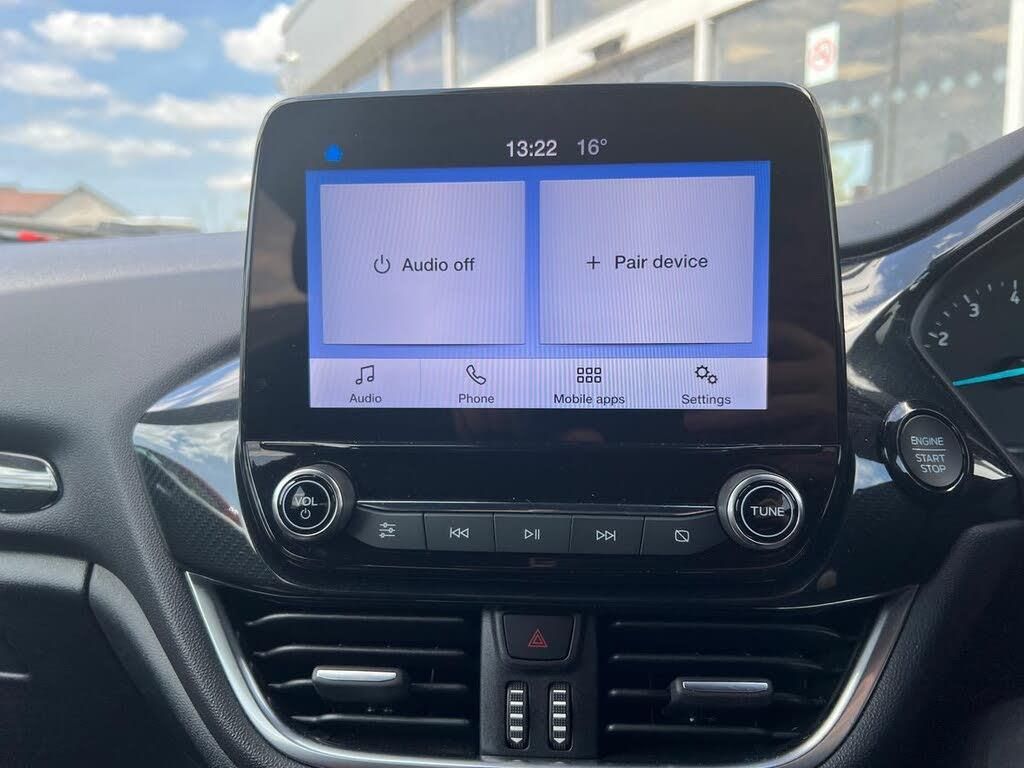 13:22 16°
Audio off
+ Pair device
Audio
Phone
Mobile apps
Settings
VOL
TUNE
ENGINE
START
STOP
2
3
4